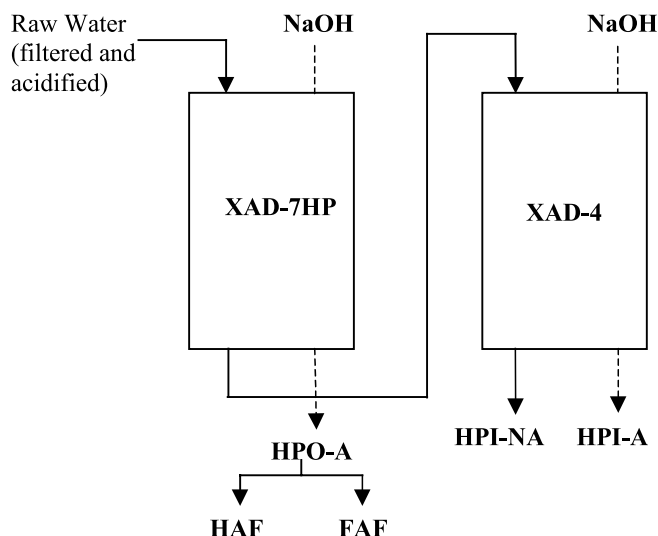 Raw Water
(filtered and
acidified)
NaOH
NaOH
XAD-7HP
XAD-4
HPO-A
HPI-NA
HPI-A
HAF
FAF